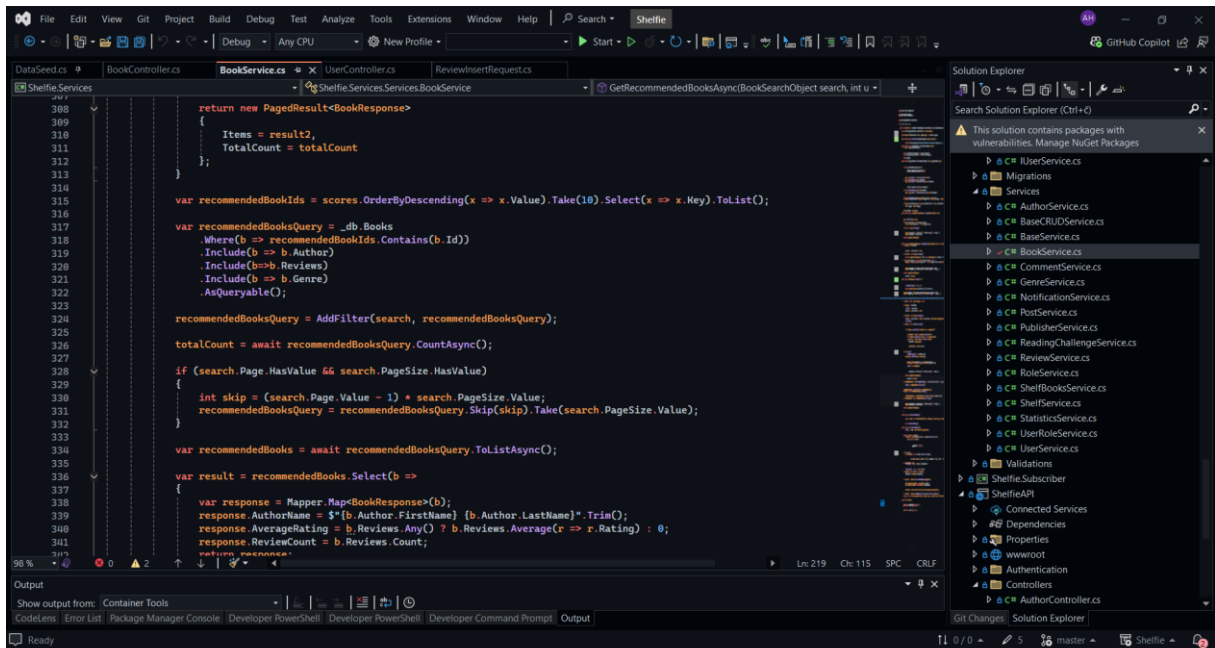 File Edit View Git Project Build Debug Test Analyze Tools Extensions Window Help Search Shelfie AH
Debug Any CPU New Profile Start GitHub Copilot
DataSeed.cs BookController.cs BookService.cs UserController.cs ReviewInsertRequest.cs
Shelfie.Services Shelfie.Services.Services.BookService GetRecommendedBooksAsync(BookSearchObject search, int u
307
308 return new PagedResult<BookResponse>
309 {
310 Items = result2,
311 TotalCount = totalCount
312 };
313 }
314
315 var recommendedBookIds = scores.OrderByDescending(x => x.Value).Take(10).Select(x => x.Key).ToList();
316
317 var recommendedBooksQuery = _db.Books
318 .Where(b => recommendedBookIds.Contains(b.Id))
319 .Include(b => b.Author)
320 .Include(b=>b.Reviews)
321 .Include(b => b.Genre)
322 .AsQueryable();
323
324 recommendedBooksQuery = AddFilter(search, recommendedBooksQuery);
325
326 totalCount = await recommendedBooksQuery.CountAsync();
327
328 if (search.Page.HasValue && search.PageSize.HasValue)
329 {
330 int skip = (search.Page.Value - 1) * search.PageSize.Value;
331 recommendedBooksQuery = recommendedBooksQuery.Skip(skip).Take(search.PageSize.Value);
332 }
333
334 var recommendedBooks = await recommendedBooksQuery.ToListAsync();
335
336 var result = recommendedBooks.Select(b =>
337 {
338 var response = Mapper.Map<BookResponse>(b);
339 response.AuthorName = $"{b.Author.FirstName} {b.Author.LastName}".Trim();
340 response.AverageRating = b.Reviews.Any() ? b.Reviews.Average(r => r.Rating) : 0;
341 response.ReviewCount = b.Reviews.Count;
342 return response;
98 % 0 2 Ln: 219 Ch: 115 SPC CRLF
Output
Show output from: Container Tools
CodeLens Error List Package Manager Console Developer PowerShell Developer PowerShell Developer Command Prompt Output
Solution Explorer
Search Solution Explorer (Ctrl+č)
This solution contains packages with
vulnerabilities. Manage NuGet Packages
C# IUserService.cs
Migrations
Services
C# AuthorService.cs
C# BaseCRUDService.cs
C# BaseService.cs
C# BookService.cs
C# CommentService.cs
C# GenreService.cs
C# NotificationService.cs
C# PostService.cs
C# PublisherService.cs
C# ReadingChallengeService.cs
C# ReviewService.cs
C# RoleService.cs
C# ShelfBooksService.cs
C# ShelfService.cs
C# StatisticsService.cs
C# UserRoleService.cs
C# UserService.cs
Validations
Shelfie.Subscriber
ShelfieAPI
Connected Services
Dependencies
Properties
wwwroot
Authentication
Controllers
C# AuthorController.cs
Git Changes Solution Explorer
Ready 0 / 0 5 master Shelfie 2